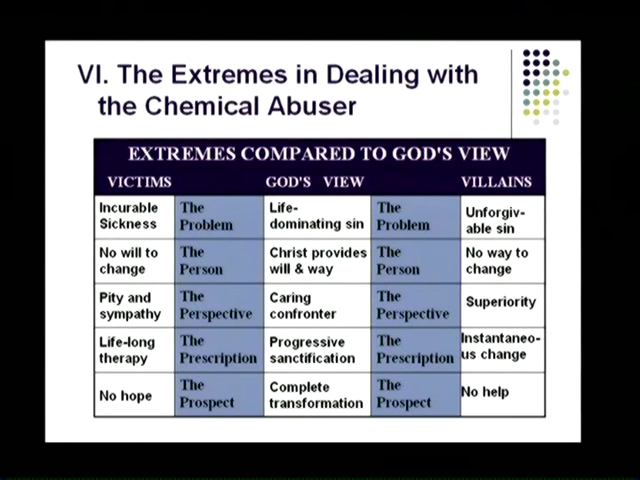 VI. The Extremes in Dealing with
the Chemical Abuser
EXTREMES COMPARED TO GOD'S VIEW
VICTIMS GOD'S VIEW VILLAINS
Incurable
Sickness
The
Problem
Life-
dominating sin
The
Problem
Unforgiv-
able sin
No will to
change
The
Person
Christ provides
will & way
The
Person
No way to
change
Pity and
sympathy
The
Perspective
Caring
confronter
The
Perspective
Superiority
Life-long
therapy
The
Prescription
Progressive
sanctification
The
Prescription
Instantaneo-
us change
No hope
The
Prospect
Complete
transformation
The
Prospect
No help